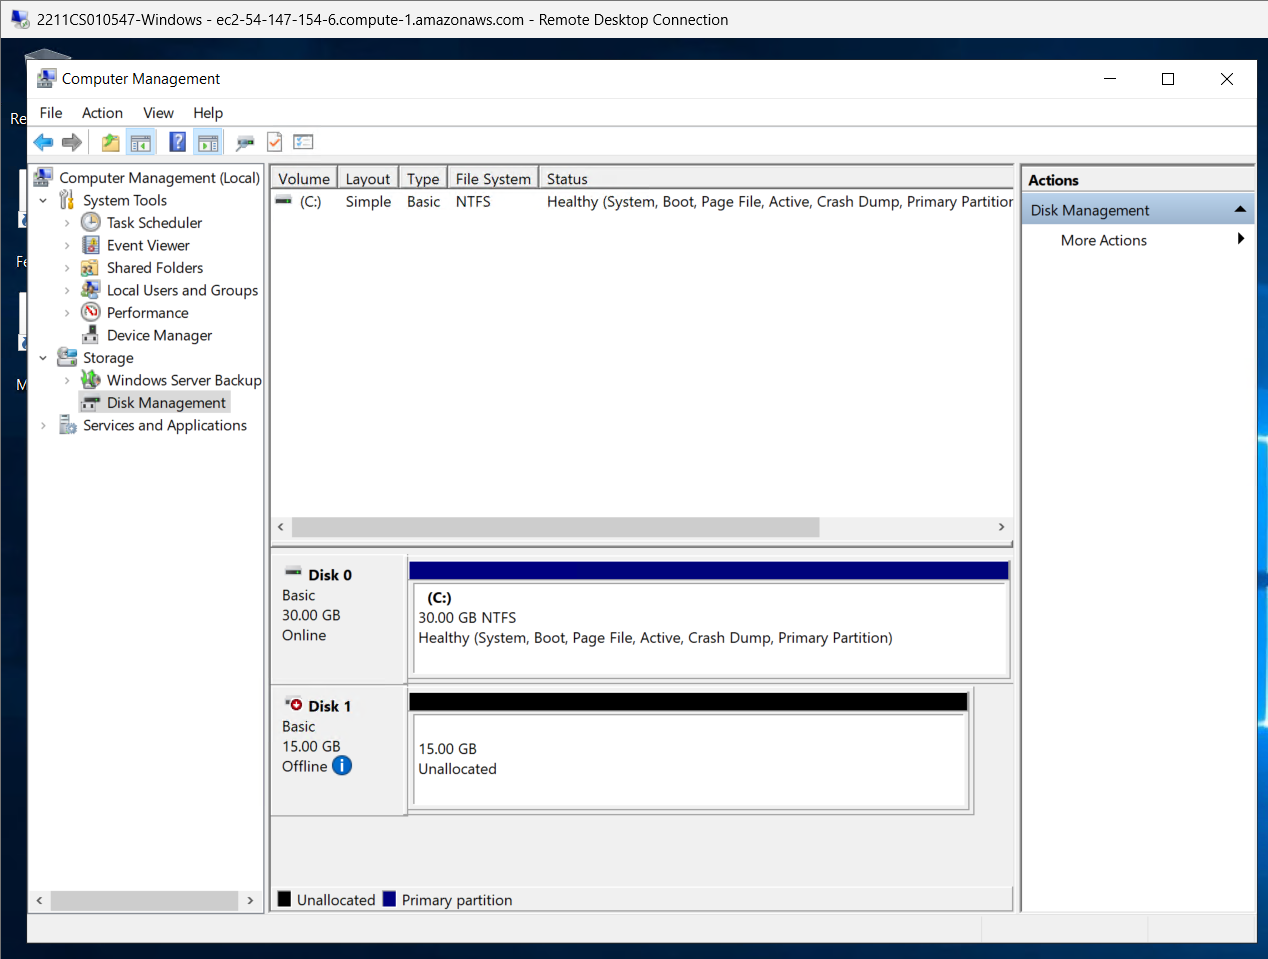 2211CS010547-Windows - ec2-54-147-154-6.compute-1.amazonaws.com - Remote Desktop Connection
Computer Management
File Action View Help
Re
Fe
M
Computer Management (Local)
System Tools
Task Scheduler
Event Viewer
Shared Folders
Local Users and Groups
Performance
Device Manager
Storage
Windows Server Backup
Disk Management
Services and Applications
Volume Layout Type File System Status
(C:) Simple Basic NTFS Healthy (System, Boot, Page File, Active, Crash Dump, Primary Partitior
Disk 0
Basic
30.00 GB
Online
(C:)
30.00 GB NTFS
Healthy (System, Boot, Page File, Active, Crash Dump, Primary Partition)
Disk 1
Basic
15.00 GB
Offline
15.00 GB
Unallocated
Unallocated Primary partition
Actions
Disk Management
More Actions